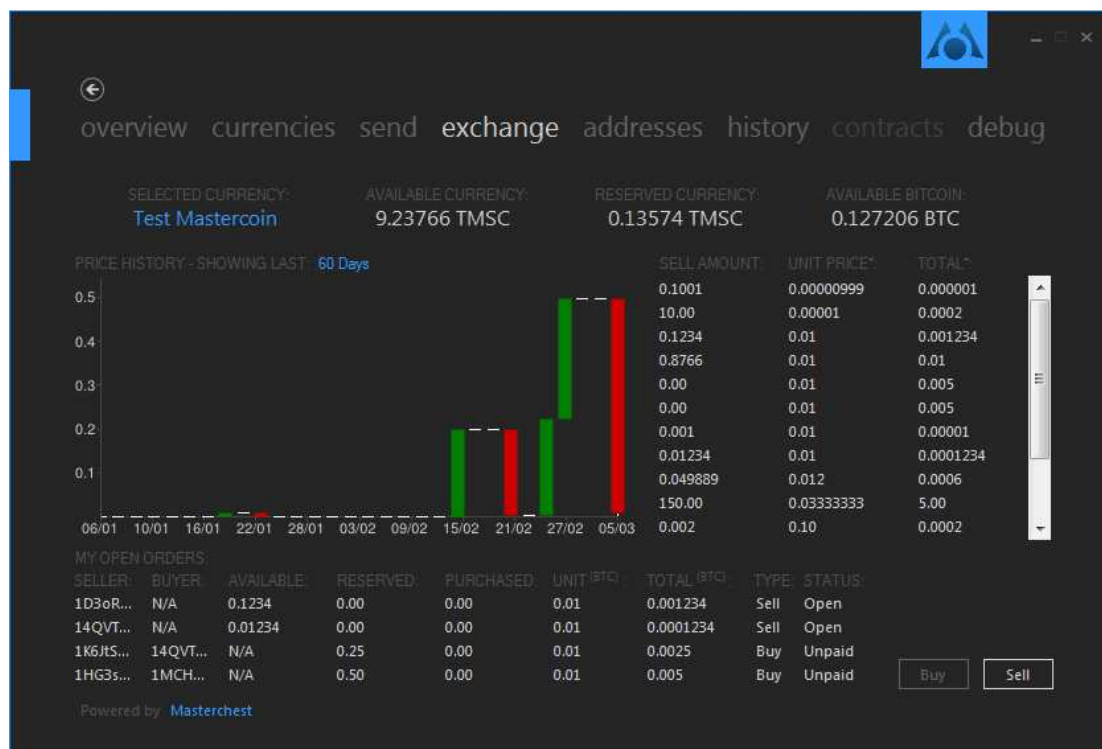 overview currencies send exchange addresses history contracts debug
SELECTED CURRENCY: AVAILABLE CURRENCY: RESERVED CURRENCY: AVAILABLE BITCOIN:
Test Mastercoin 9.23766 TMSC 0.13574 TMSC 0.127206 BTC
PRICE HISTORY - SHOWING LAST: 60 Days
0.5
0.4
0.3
0.2
0.1
06/01 10/01 16/01 22/01 28/01 03/02 09/02 15/02 21/02 27/02 05/03
SELL AMOUNT: UNIT PRICE*: TOTAL*:
0.1001 0.00000999 0.000001
10.00 0.00001 0.0002
0.1234 0.01 0.001234
0.8766 0.01 0.01
0.00 0.01 0.005
0.00 0.01 0.005
0.001 0.01 0.00001
0.01234 0.01 0.0001234
0.049889 0.012 0.0006
150.00 0.03333333 5.00
0.002 0.10 0.0002
MY OPEN ORDERS:
SELLER: BUYER: AVAILABLE: RESERVED: PURCHASED: UNIT (BTC): TOTAL (BTC): TYPE: STATUS:
1D3oR... N/A 0.1234 0.00 0.00 0.01 0.001234 Sell Open
14QVT... N/A 0.01234 0.00 0.00 0.01 0.0001234 Sell Open
1K6JtS... 14QVT... N/A 0.25 0.00 0.01 0.0025 Buy Unpaid
1HG3s... 1MCH... N/A 0.50 0.00 0.01 0.005 Buy Unpaid
Buy Sell
Powered by Masterchest